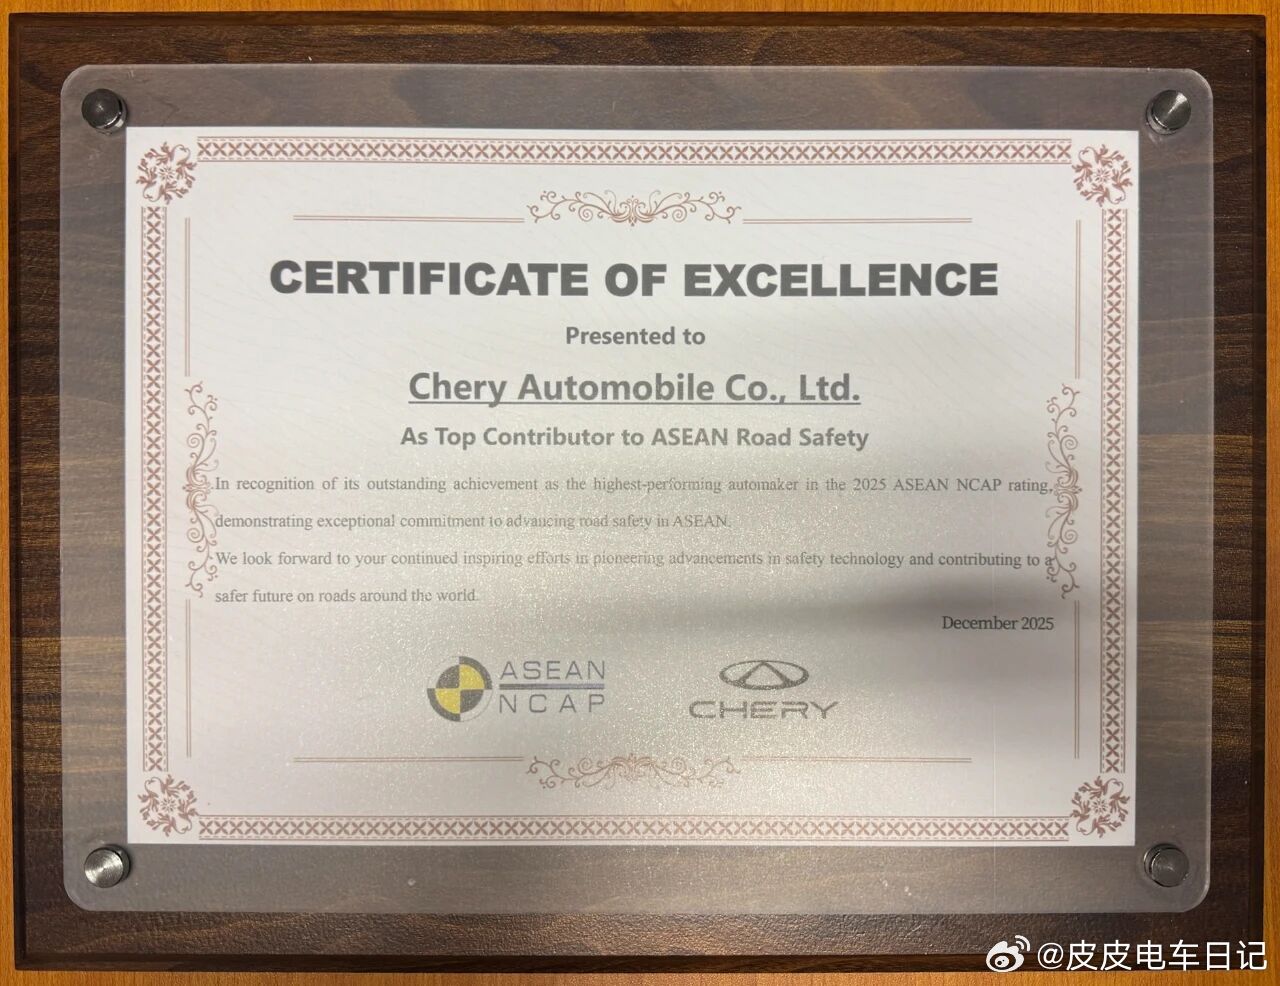 CERTIFICATE OF EXCELLENCE
Presented to
Chery Automobile Co., Ltd.
As Top Contributor to ASEAN Road Safety
In recognition of its outstanding achievement as the highest-performing automaker in the 2025 ASEAN NCAP rating,
demonstrating exceptional commitment to advancing road safety in ASEAN.
We look forward to your continued inspiring efforts in pioneering advancements in safety technology and contributing to a
safer future on roads around the world.
December 2025
ASEAN
NCAP
CHERY
@皮皮电车日记